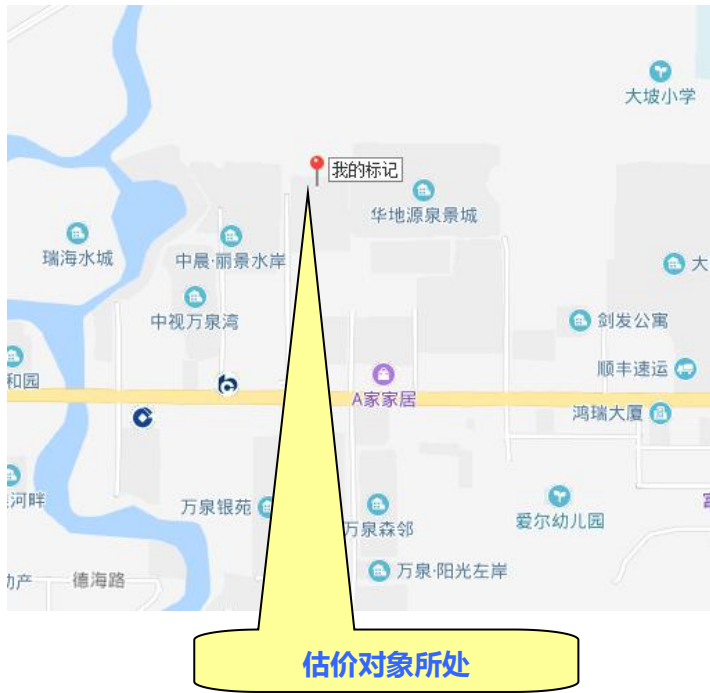 大坡小学
我的标记
华地源泉景城
瑞海水城
中晨·丽景水岸
大
中视万泉湾
剑发公寓
和园
顺丰速运
A家家居
鸿瑞大厦
河畔
万泉银苑
万泉森邻
爱尔幼儿园
万泉·阳光左岸
德海路
估价对象所处